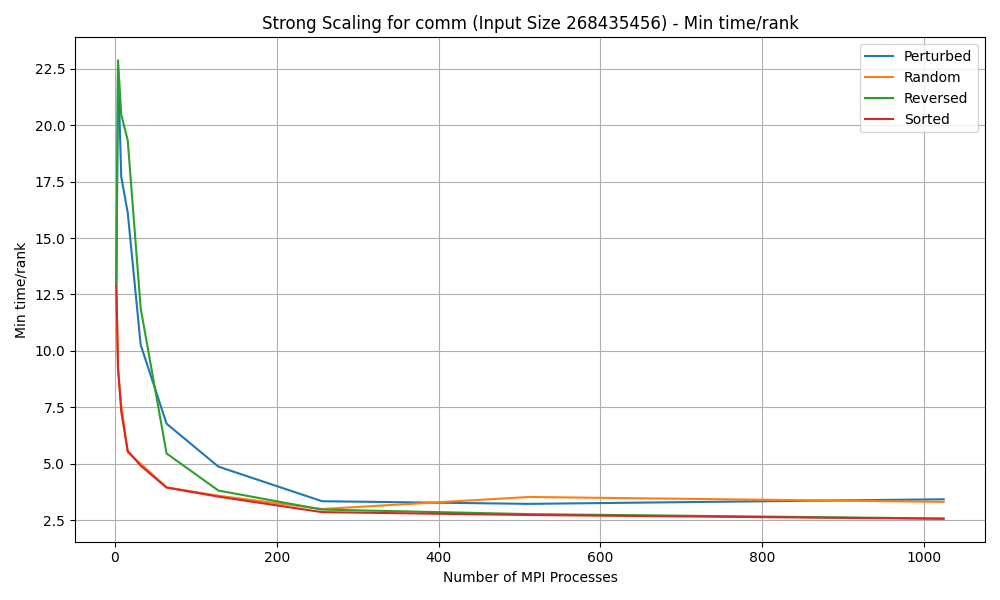 Strong Scaling for comm (Input Size 268435456) - Min time/rank
Perturbed
Random
Reversed
Sorted
Min time/rank
22.5
20.0
17.5
15.0
12.5
10.0
7.5
5.0
2.5
0 200 400 600 800 1000
Number of MPI Processes